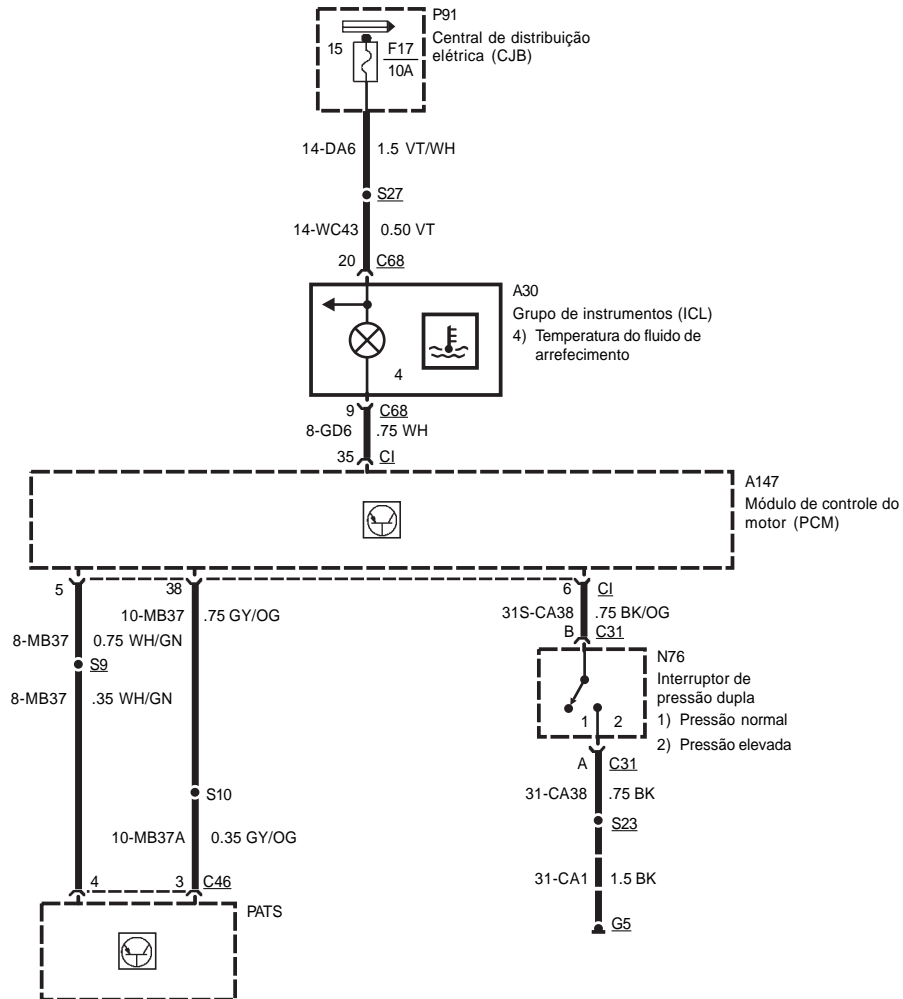 P91
Central de distribuição
elétrica (CJB)
15
F17
10A
14-DA6 1.5 VT/WH
S27
14-WC43 0.50 VT
20 C68
A30
Grupo de instrumentos (ICL)
4) Temperatura do fluido de
arrefecimento
4
9 C68
8-GD6 .75 WH
35 CI
A147
Módulo de controle do
motor (PCM)
5 38 6 CI
10-MB37 .75 GY/OG
31S-CA38 .75 BK/OG
8-MB37 0.75 WH/GN
B C31
S9
N76
Interruptor de
pressão dupla
8-MB37 .35 WH/GN
1 2
1) Pressão normal
2) Pressão elevada
A C31
S10
31-CA38 .75 BK
S23
10-MB37A 0.35 GY/OG
31-CA1 1.5 BK
4 3 C46
PATS
G5